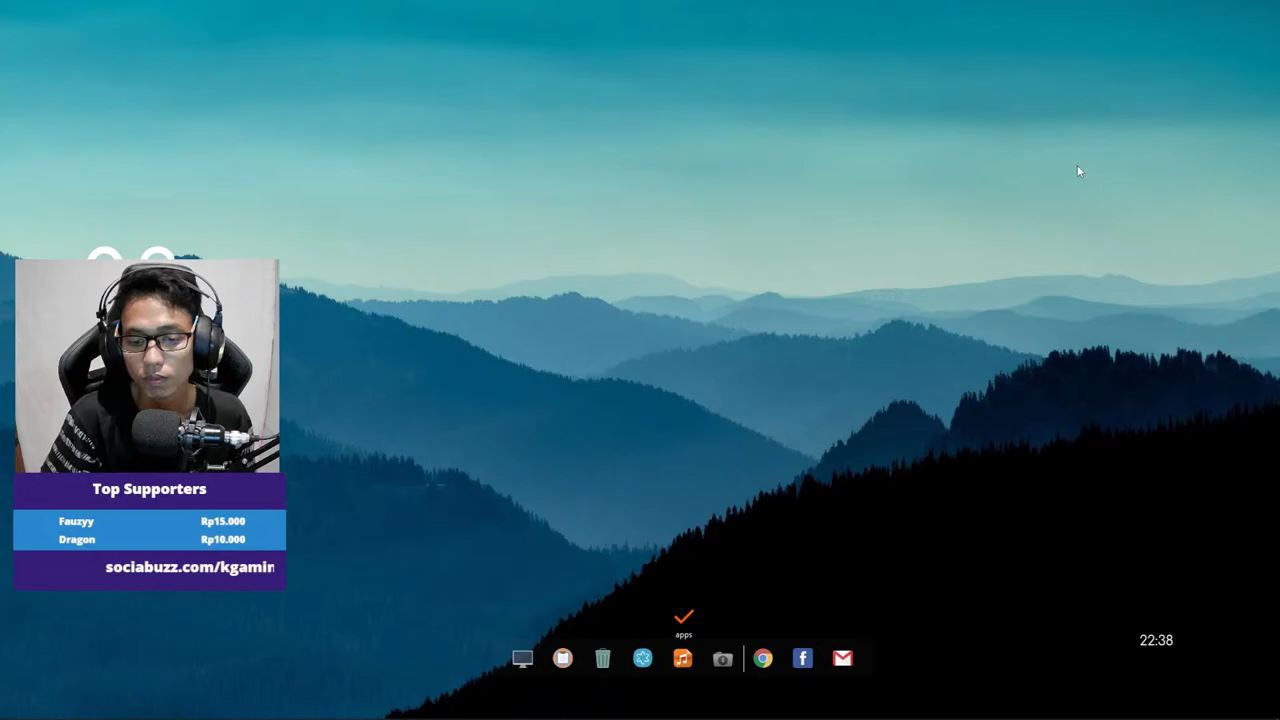 Top Supporters
Fauzyy Rp15.000
Dragon Rp10.000
sociabuzz.com/kgamin
apps
22:38